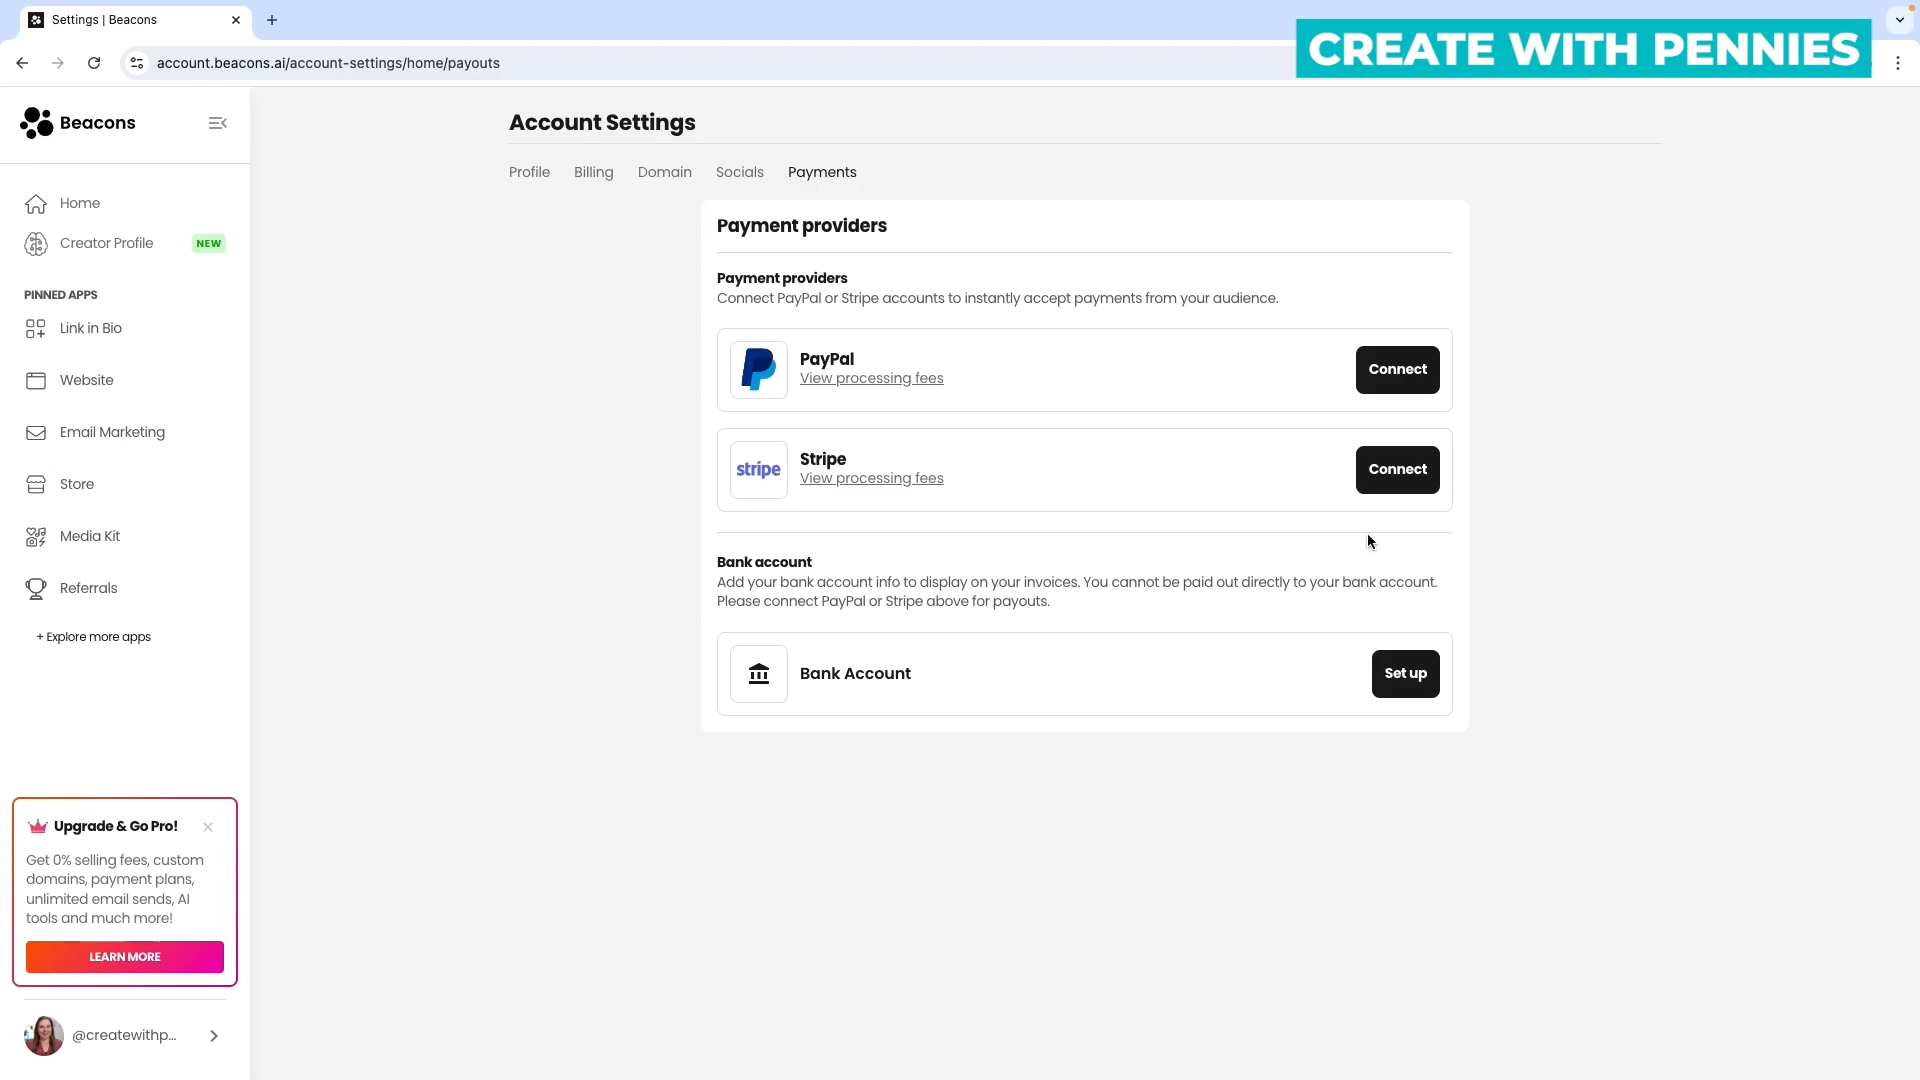 Settings | Beacons
account.beacons.ai/account-settings/home/payouts
CREATE WITH PENNIES
Beacons
Home
Creator Profile NEW
PINNED APPS
Link in Bio
Website
Email Marketing
Store
Media Kit
Referrals
+ Explore more apps
Upgrade & Go Pro!
Get 0% selling fees, custom
domains, payment plans,
unlimited email sends, AI
tools and much more!
LEARN MORE
@createwithp...
Account Settings
Profile Billing Domain Socials Payments
Payment providers
Payment providers
Connect PayPal or Stripe accounts to instantly accept payments from your audience.
PayPal
View processing fees
Connect
stripe
Stripe
View processing fees
Connect
Bank account
Add your bank account info to display on your invoices. You cannot be paid out directly to your bank account.
Please connect PayPal or Stripe above for payouts.
Bank Account
Set up